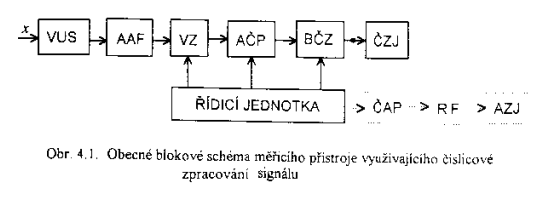 x
VUS AAF VZ AČP BČZ ČZJ
ŘÍDICÍ JEDNOTKA > ČAP > RF > AZJ
Obr. 4.1. Obecné blokové schéma měřicího přístroje využívajícího číslicové
zpracování signálu